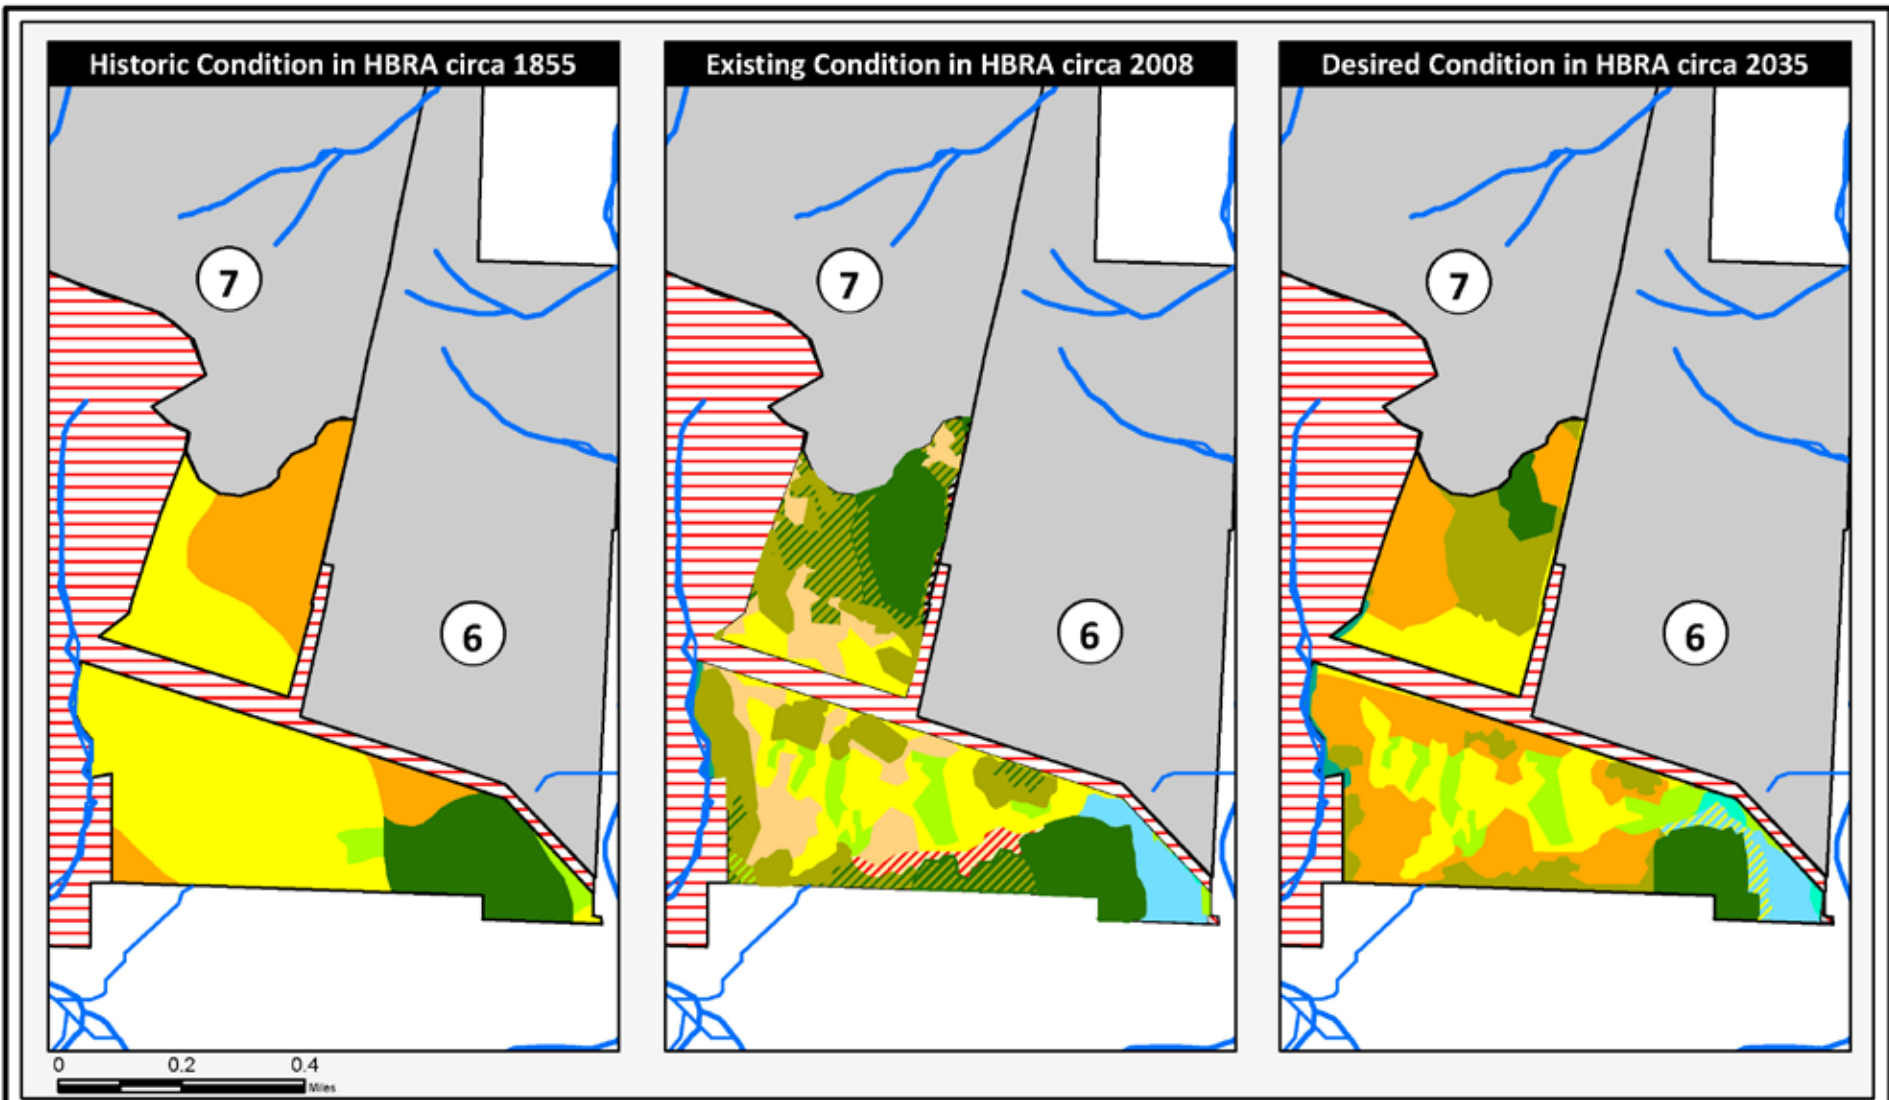 Historic Condition in HBRA circa 1855
Existing Condition in HBRA circa 2008
Desired Condition in HBRA circa 2035
7
7
7
6
6
6
0 0.2 0.4
Miles